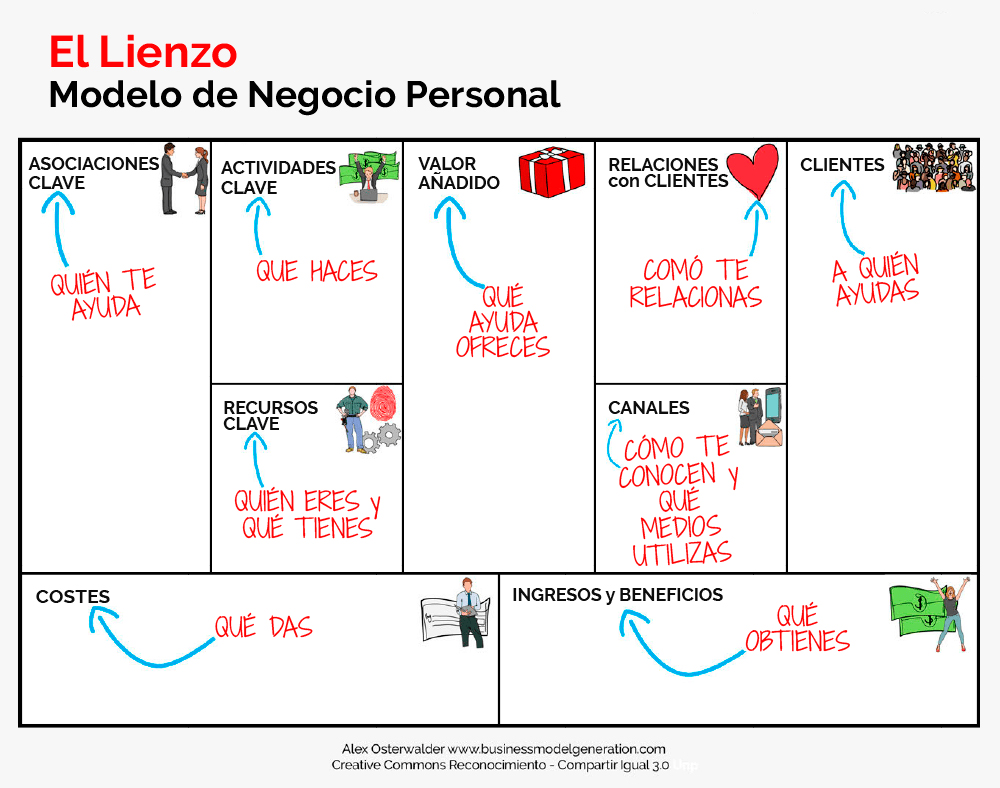 El Lienzo
Modelo de Negocio Personal
ASOCIACIONES
CLAVE
QUIÉN TE
AYUDA
ACTIVIDADES
CLAVE
QUE HACES
RECURSOS
CLAVE
QUIÉN ERES y
QUÉ TIENES
VALOR
AÑADIDO
QUÉ
AYUDA
OFRECES
RELACIONES
con CLIENTES
COMÓ TE
RELACIONAS
CANALES
CÓMO TE
CONOCEN y
QUÉ
MEDIOS
UTILIZAS
CLIENTES
A QUIÉN
AYUDAS
COSTES
QUÉ DAS
INGRESOS y BENEFICIOS
QUÉ
OBTIENES
Alex Osterwalder www.businessmodelgeneration.com
Creative Commons Reconocimiento - Compartir Igual 3.0